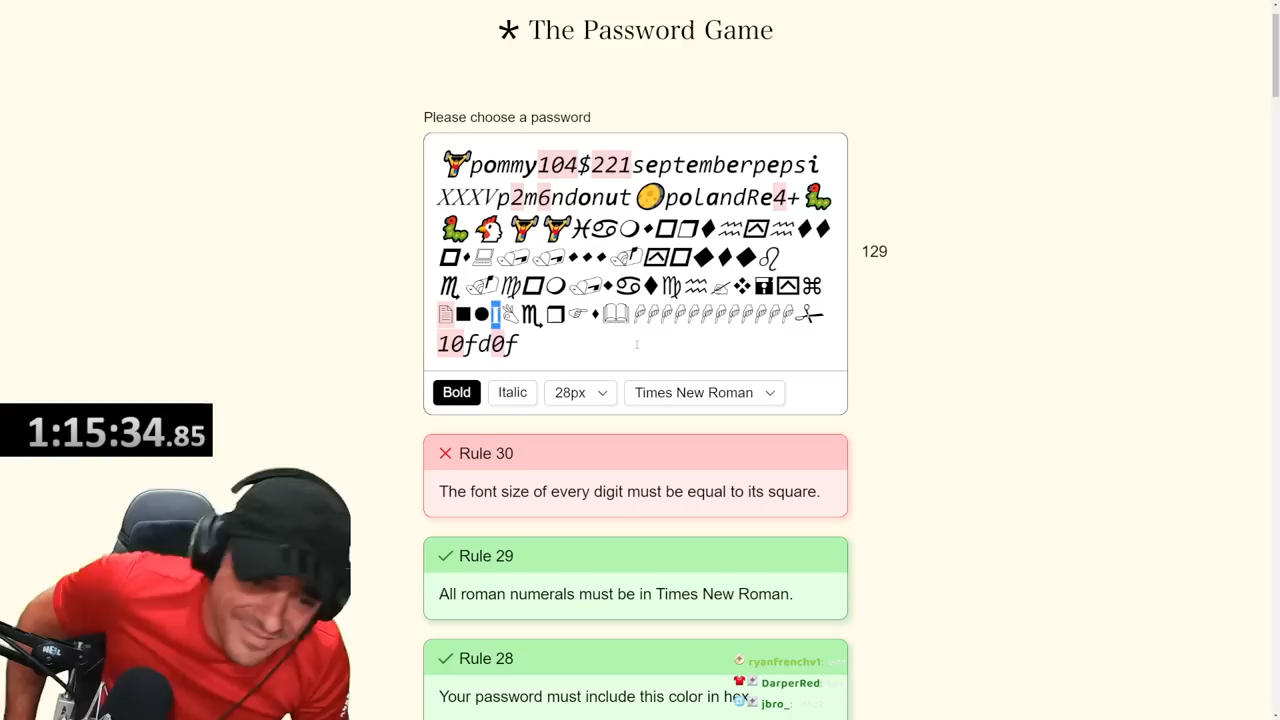 * The Password Game
Please choose a password
🏋️pommy104$221septemberpepsi
XXXVp2m6ndonut🌕polandRe4+🐛
🐛🐔🏋️🏋️♓︎♋︎❍︎⬥︎□︎❒︎⧫︎♒︎⍓︎♒︎⧫︎⧫︎
129
10fd0f
Bold Italic 28px Times New Roman
1:15:34.85
Rule 30
The font size of every digit must be equal to its square.
Rule 29
All roman numerals must be in Times New Roman.
Rule 28
Your password must include this color in hex.
ryanfrenchv1:
DarperRed:
jbro_: